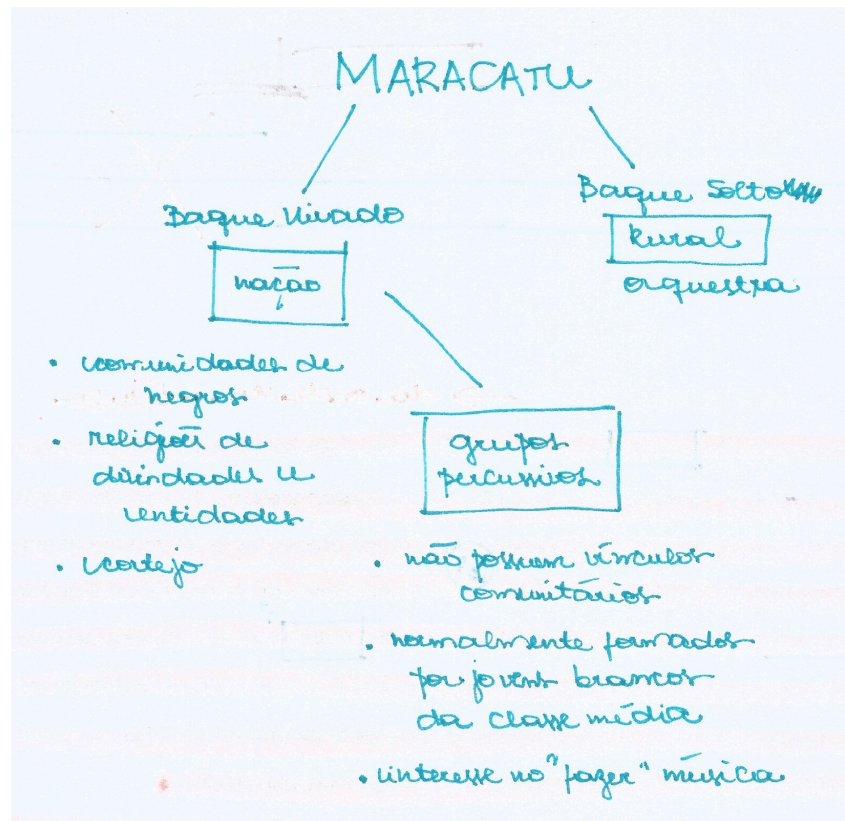 MARACATU
Baque Virado
nação
• comunidades de
negros
• religiões de
divindades e
entidades
• cortejo
Baque Solto
Rural
orquestra
grupos
percussivos
• não possuem vínculos
comunitários
• normalmente formados
por jovens brancos
da classe média
• interesse no "fazer" música